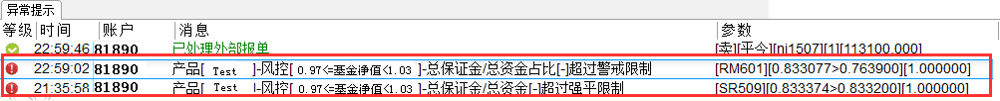 异常提示
等级 时间 账户 消息 参数
22:59:46 81890 已处理外部报单 [卖][平今][ni1507][1][113100.000]
22:59:02 81890 产品[ Test ]-风控[ 0.97<=基金净值<1.03 ]-总保证金/总资金占比[-]超过警戒限制 [RM601][0.833077>0.763900][1.000000]
21:35:58 81890 产品[ Test ]-风控[ 0.97<=基金净值<1.03 ]-总保证金/总资金占比[-]超过强平限制 [SR509][0.833374>0.833200][1.000000]